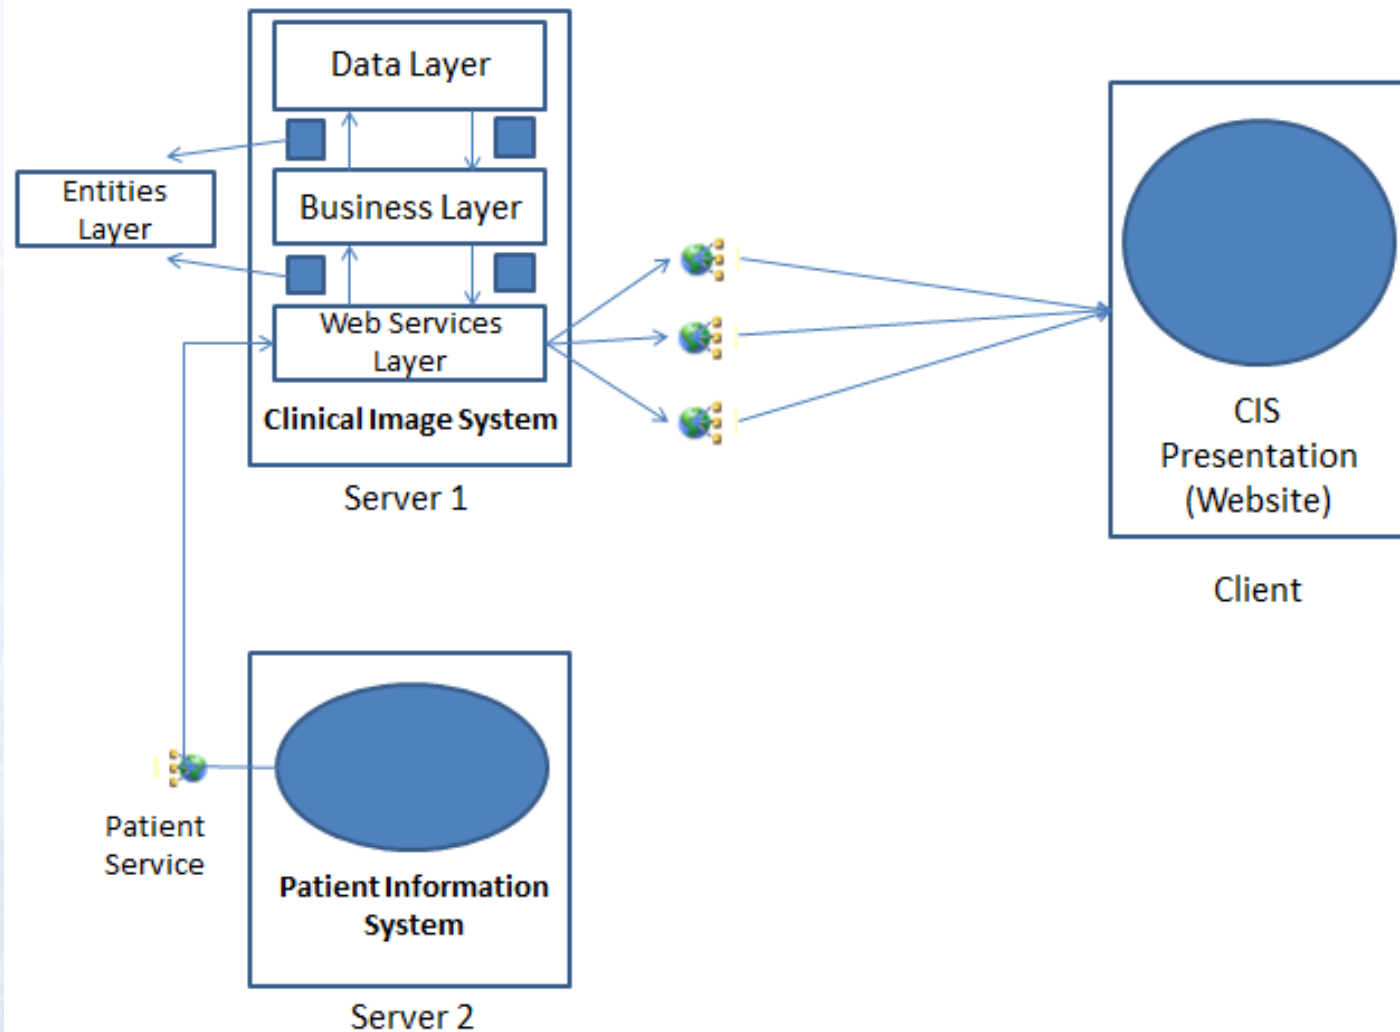 Data Layer
Entities
Layer
Business Layer
Web Services
Layer
Clinical Image System
Server 1
CIS
Presentation
(Website)
Client
Patient
Service
Patient Information
System
Server 2